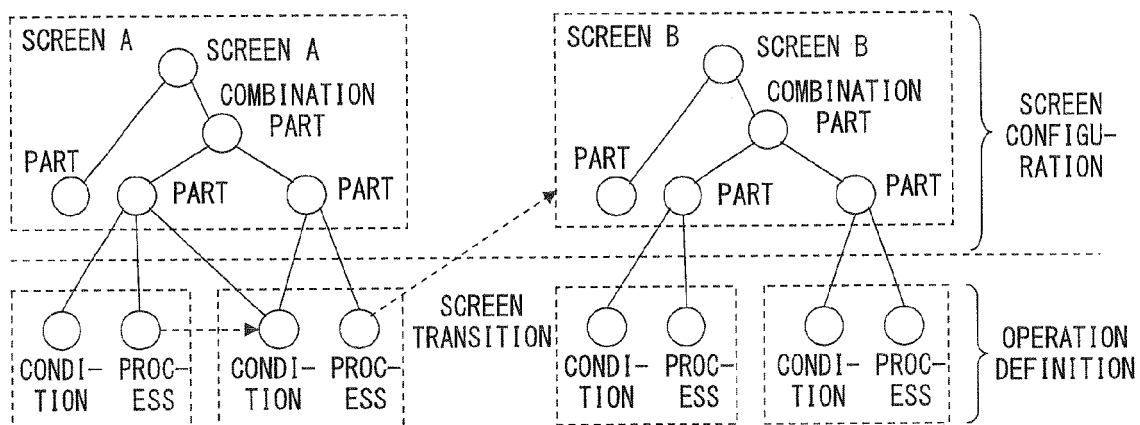 SCREEN A
SCREEN A
COMBINATION
PART
PART
PART
PART
SCREEN B
SCREEN B
COMBINATION
PART
PART
PART
PART
SCREEN
CONFIGU-
RATION
SCREEN
TRANSITION
CONDI-
TION
PROC-
ESS
CONDI-
TION
PROC-
ESS
CONDI-
TION
PROC-
ESS
CONDI-
TION
PROC-
ESS
OPERATION
DEFINITION